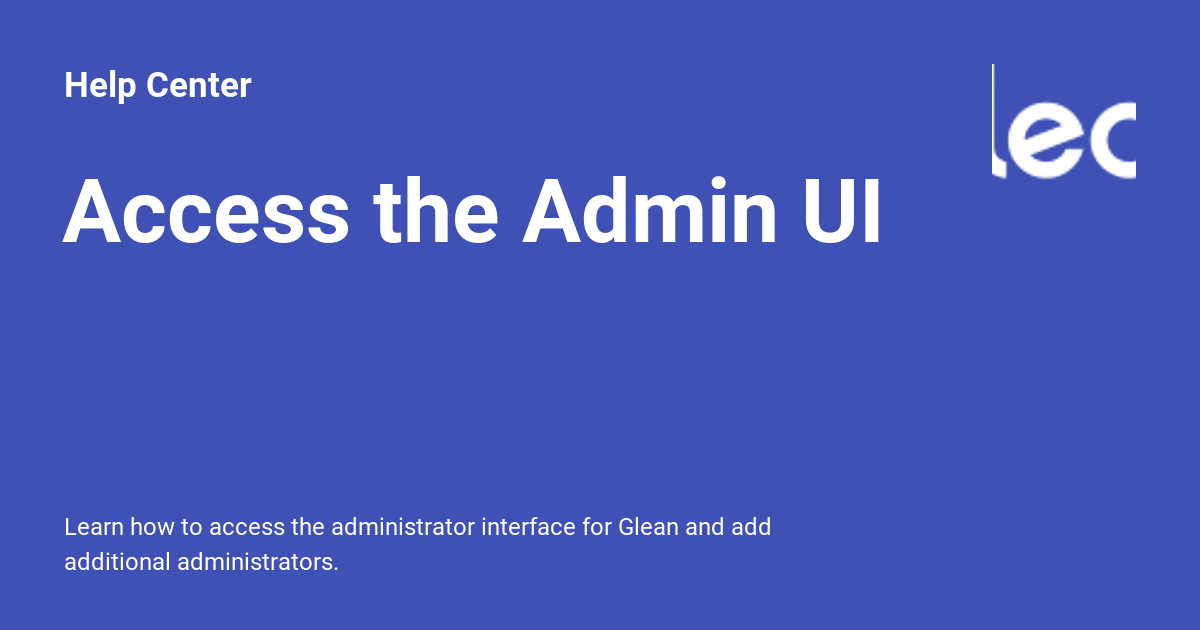 Help Center
Access the Admin UI
Learn how to access the administrator interface for Glean and add
additional administrators.